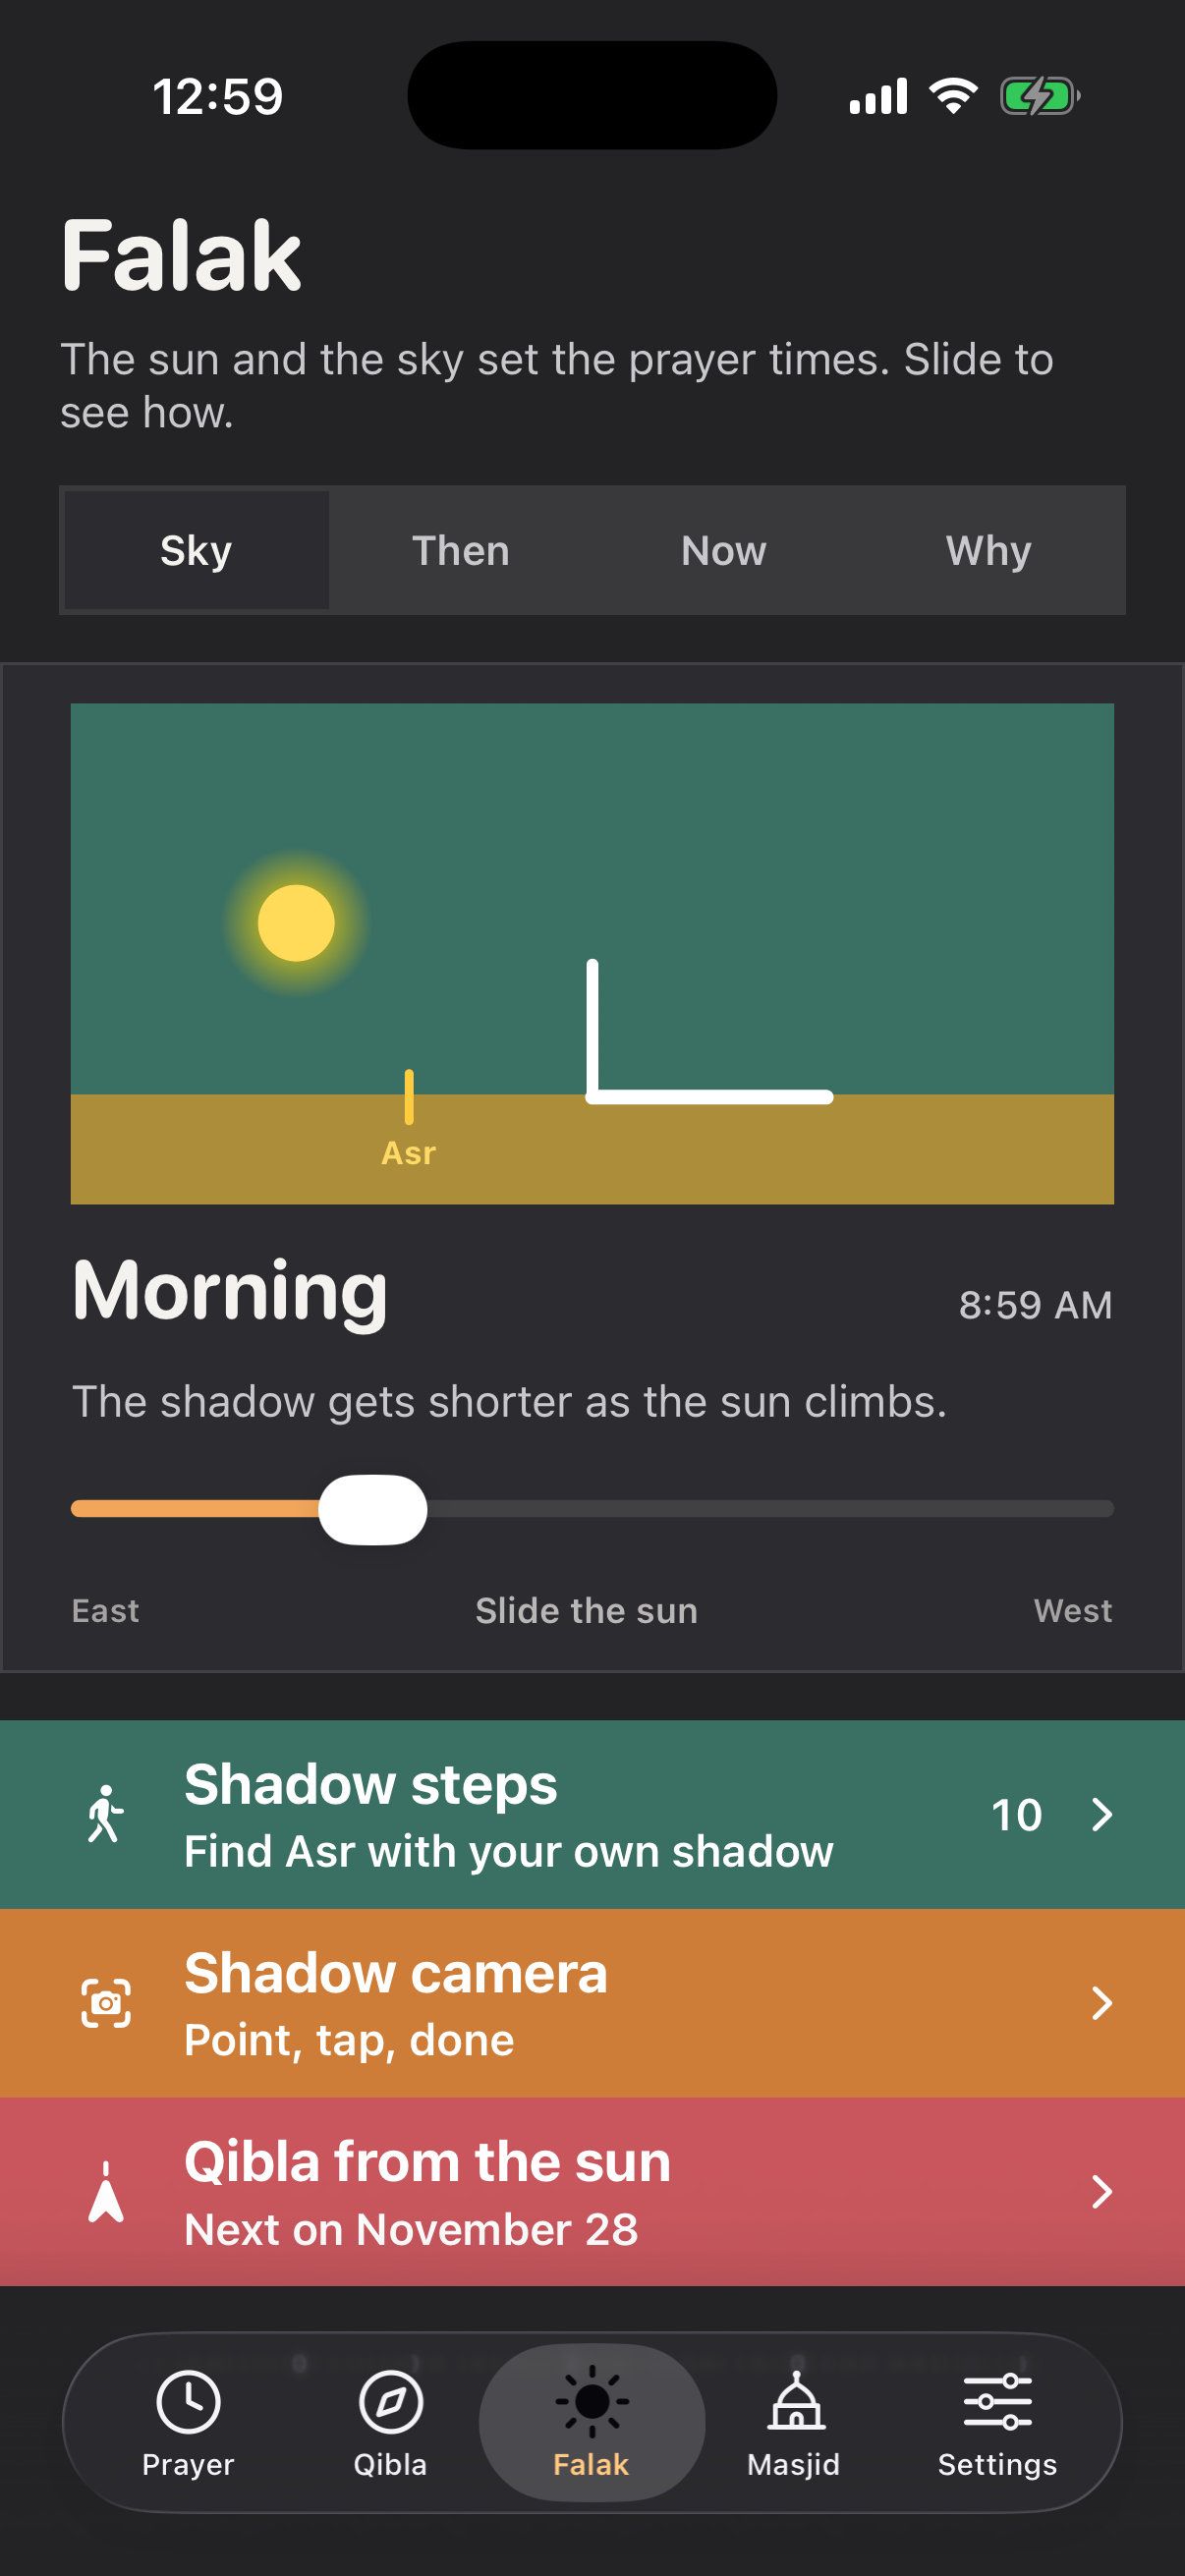 12:59
Falak
The sun and the sky set the prayer times. Slide to
see how.
Sky
Then
Now
Why
Asr
Morning
8:59 AM
The shadow gets shorter as the sun climbs.
East
Slide the sun
West
Shadow steps
10
Find Asr with your own shadow
Shadow camera
Point, tap, done
Qibla from the sun
Next on November 28
Prayer
Qibla
Falak
Masjid
Settings